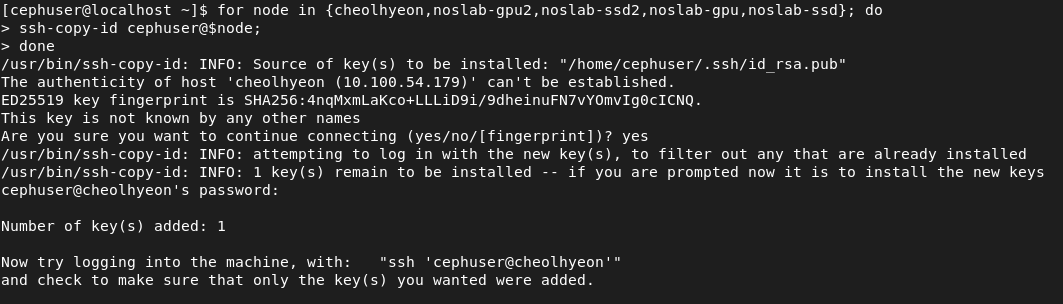 [cephuser@localhost ~]$ for node in {cheolhyeon,noslab-gpu2,noslab-ssd2,noslab-gpu,noslab-ssd}; do
> ssh-copy-id cephuser@$node;
> done
/usr/bin/ssh-copy-id: INFO: Source of key(s) to be installed: "/home/cephuser/.ssh/id_rsa.pub"
The authenticity of host 'cheolhyeon (10.100.54.179)' can't be established.
ED25519 key fingerprint is SHA256:4nqMxmLaKco+LLLiD9i/9dheinuFN7vYOmvIg0cICNQ.
This key is not known by any other names
Are you sure you want to continue connecting (yes/no/[fingerprint])? yes
/usr/bin/ssh-copy-id: INFO: attempting to log in with the new key(s), to filter out any that are already installed
/usr/bin/ssh-copy-id: INFO: 1 key(s) remain to be installed -- if you are prompted now it is to install the new keys
cephuser@cheolhyeon's password:
Number of key(s) added: 1
Now try logging into the machine, with:   "ssh 'cephuser@cheolhyeon'"
and check to make sure that only the key(s) you wanted were added.